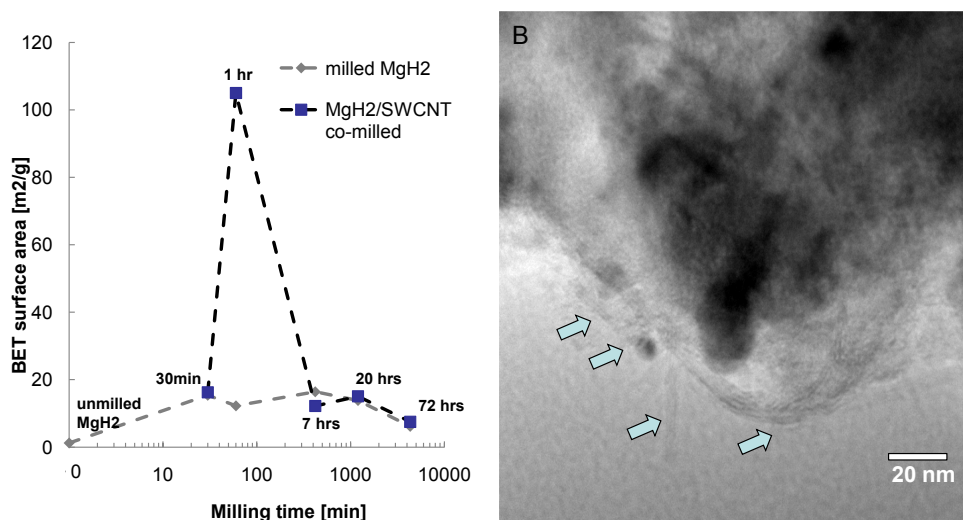 120
100
80
60
40
20
0
BET surface area [m2/g]
0
10
100
1000
10000
Milling time [min]
milled MgH2
MgH2/SWCNT
co-milled
unmilled
MgH2
30min
1 hr
7 hrs
20 hrs
72 hrs
B
20 nm